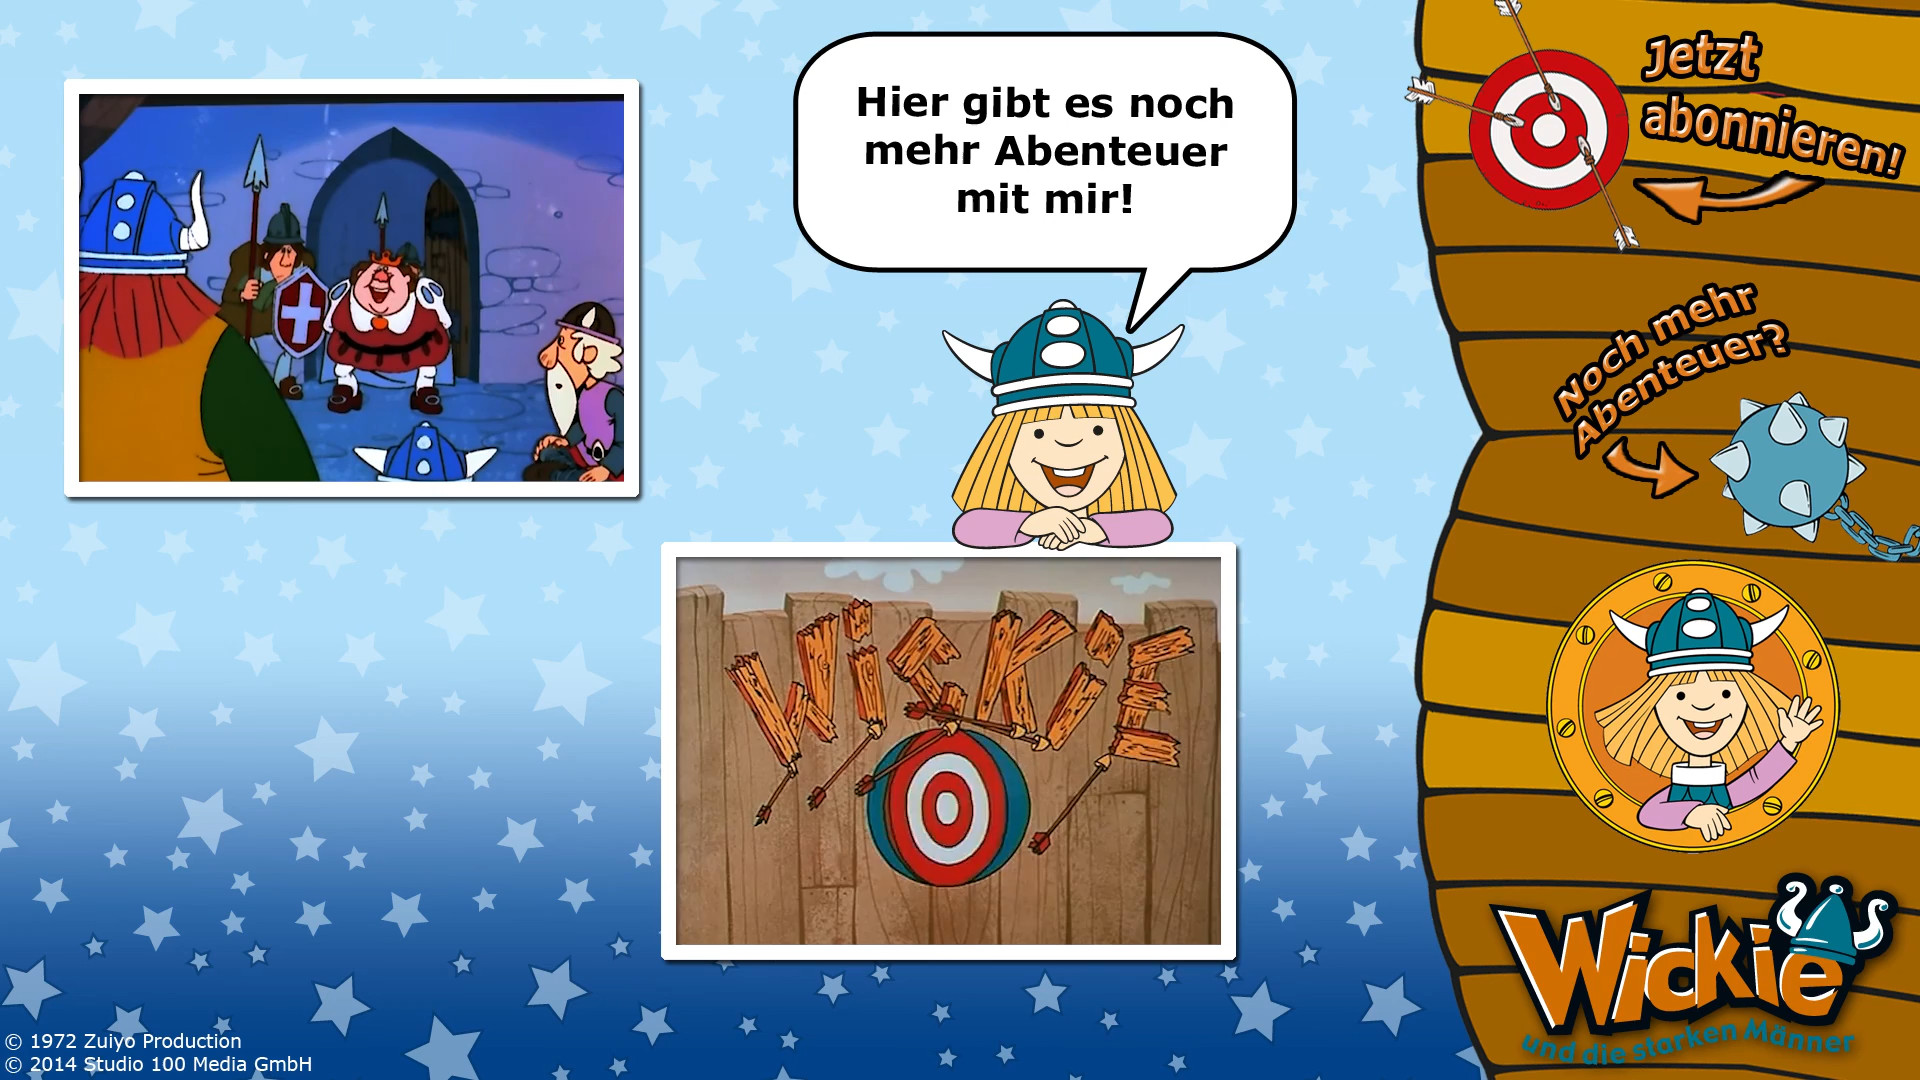 Hier gibt es noch
mehr Abenteuer
mit mir!
Jetzt
abonnieren!
Noch mehr
Abenteuer?
WiCKiE
Wickie
und die starken Männer
© 1972 Zuiyo Production
© 2014 Studio 100 Media GmbH